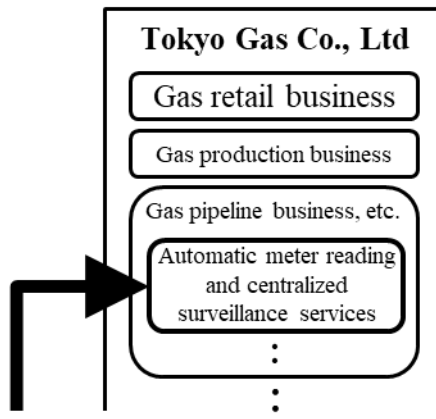 Tokyo Gas Co., Ltd
Gas retail business
Gas production business
Gas pipeline business, etc.
Automatic meter reading
and centralized
surveillance services
:
: